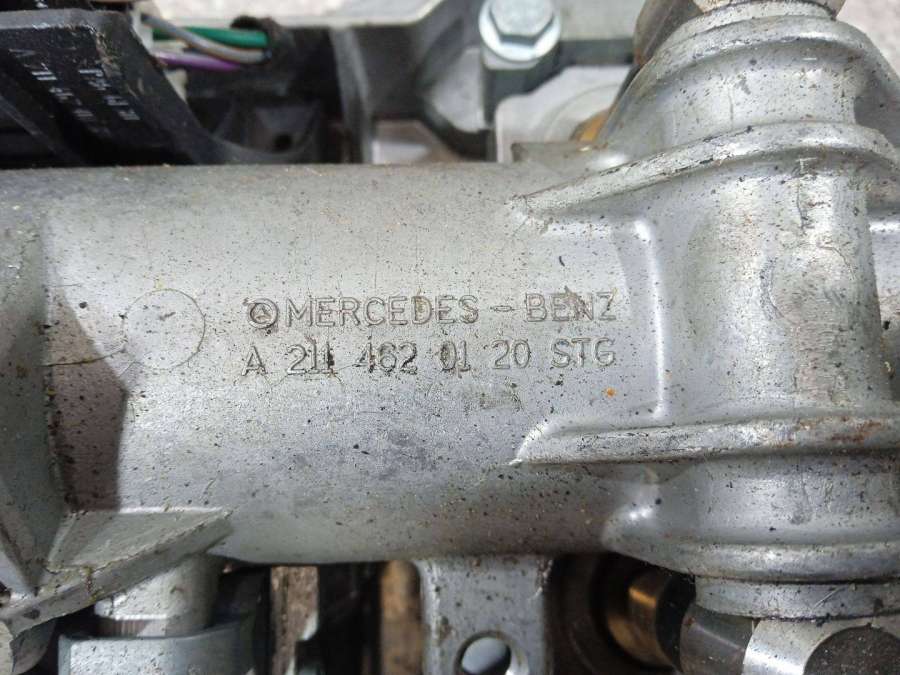 MERCEDES - BENZ
A 211 462 01 20 STG